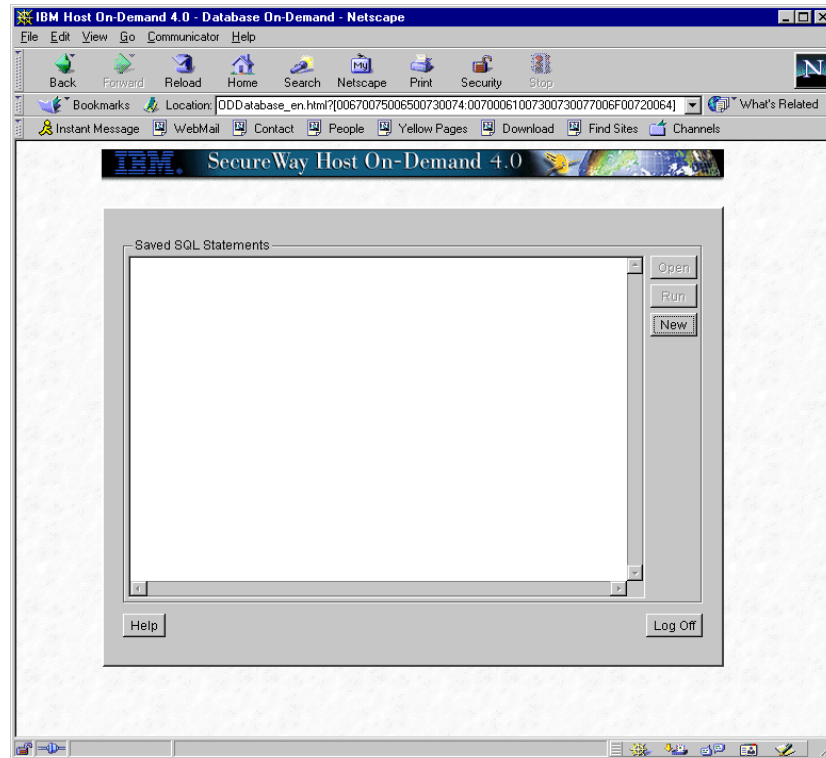 IBM Host On-Demand 4.0 - Database On-Demand - Netscape
File Edit View Go Communicator Help
Back Forward Reload Home Search Netscape Print Security Stop
My
N
Bookmarks Location: ODDatabase_en.html?[00670075006500730074:00700061007300730077006F00720064] What's Related
Instant Message WebMail Contact People Yellow Pages Download Find Sites Channels
IBM. SecureWay Host On-Demand 4.0
Saved SQL Statements
Open
Run
New
Help Log Off